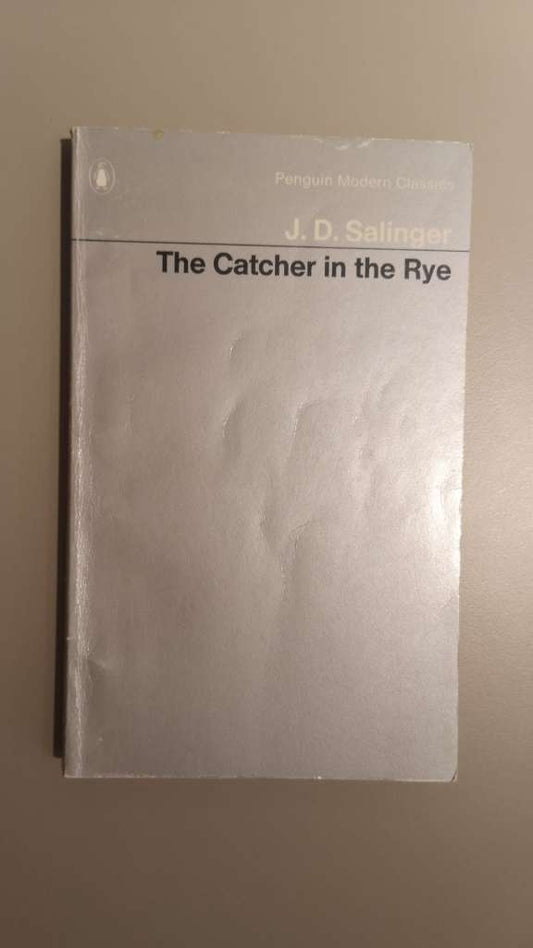 Penguin Modern Classics
J. D. Salinger
The Catcher in the Rye